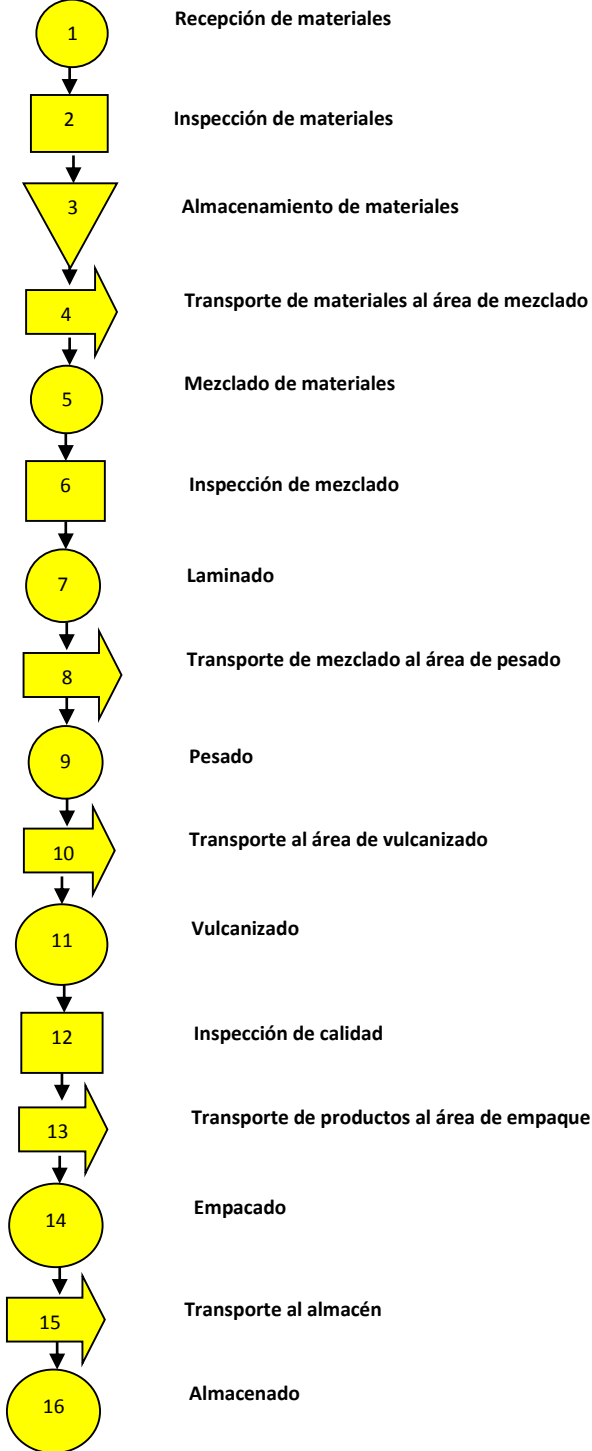 1 Recepción de materiales
2 Inspección de materiales
3 Almacenamiento de materiales
4 Transporte de materiales al área de mezclado
5 Mezclado de materiales
6 Inspección de mezclado
7 Laminado
8 Transporte de mezclado al área de pesado
9 Pesado
10 Transporte al área de vulcanizado
11 Vulcanizado
12 Inspección de calidad
13 Transporte de productos al área de empaque
14 Empacado
15 Transporte al almacén
16 Almacenado